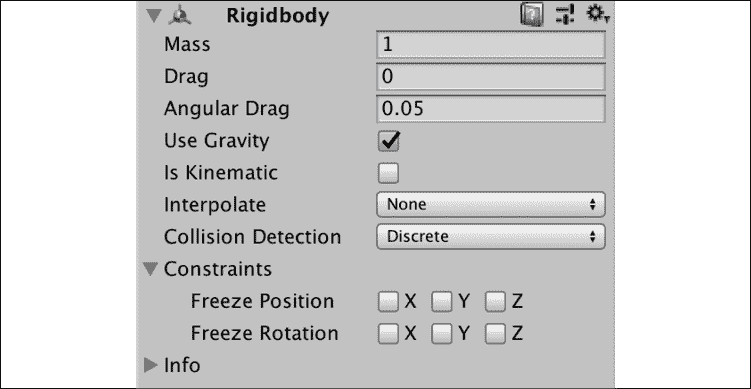 Rigidbody
Mass 1
Drag 0
Angular Drag 0.05
Use Gravity
Is Kinematic
Interpolate None
Collision Detection Discrete
Constraints
Freeze Position X Y Z
Freeze Rotation X Y Z
Info